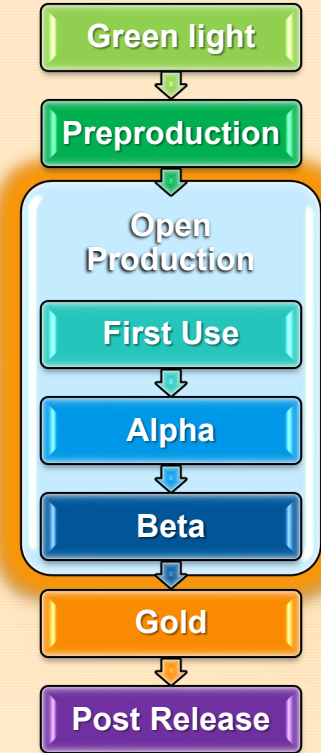 Green light
Preproduction
Open
Production
First Use
Alpha
Beta
Gold
Post Release